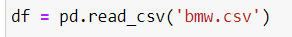 df = pd.read_csv('bmw.csv')